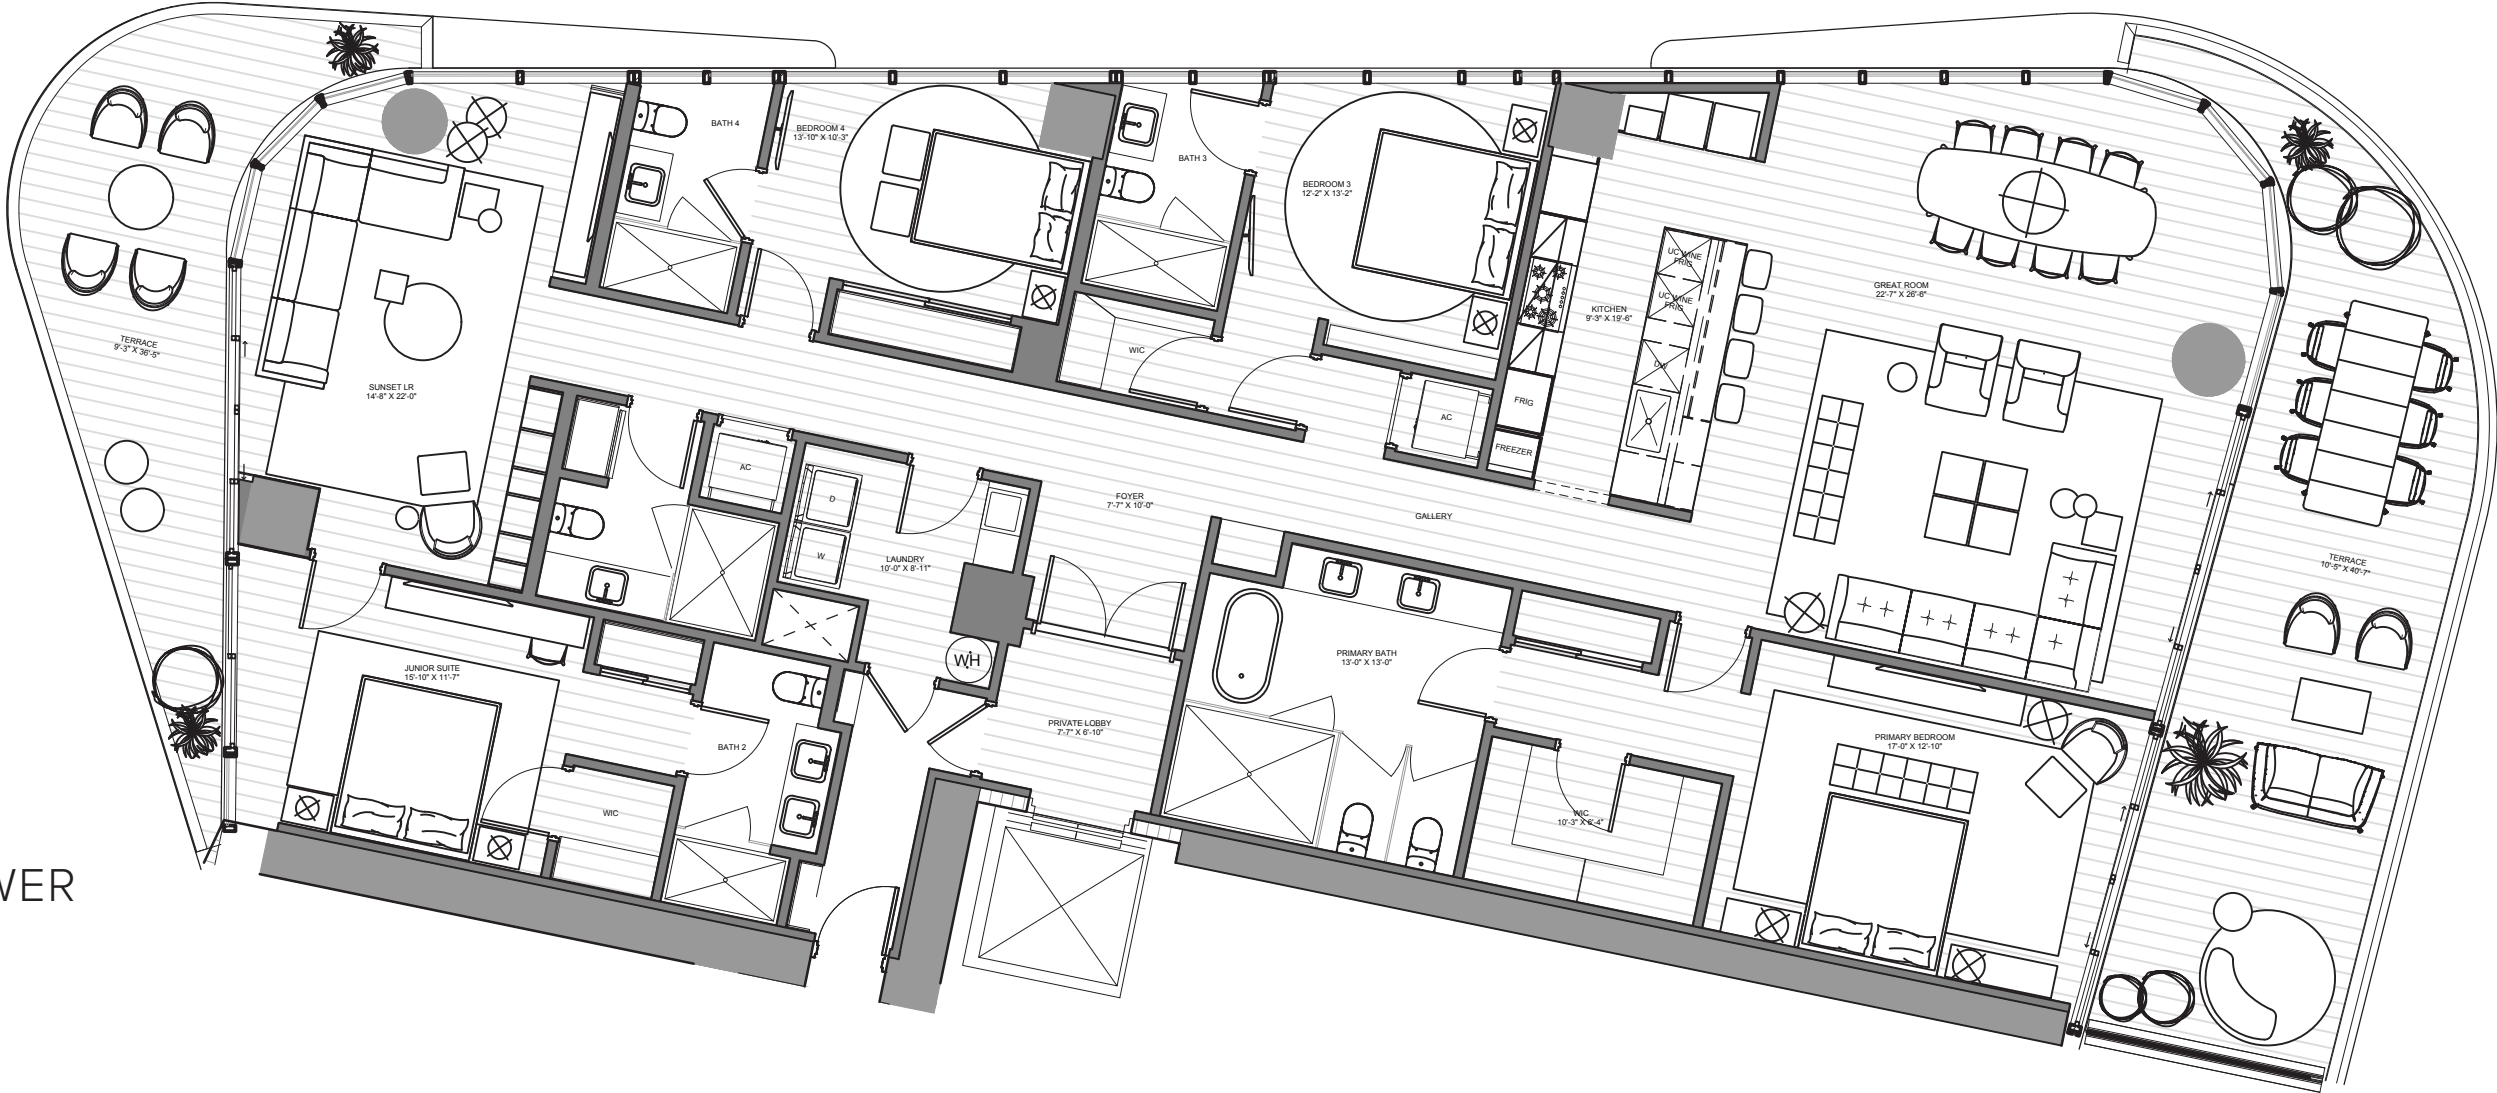 BATH 4
BEDROOM 4
13'-10" X 10'-3"
BATH 3
BEDROOM 3
12'-2" X 13'-2"
UC WINE
FRIG
UC WINE
FRIG
DW
KITCHEN
9'-3" X 19'-6"
GREAT ROOM
22'-7" X 26'-6"
TERRACE
9'-3" X 36'-5"
SUNSET LR
14'-8" X 22'-0"
WIC
AC
FRIG
FREEZER
AC
D
W
LAUNDRY
10'-0" X 8'-11"
FOYER
7'-7" X 10'-0"
GALLERY
TERRACE
10'-5" X 40'-7"
JUNIOR SUITE
15'-10" X 11'-7"
WH
PRIMARY BATH
13'-0" X 13'-0"
BATH 2
PRIVATE LOBBY
7'-7" X 6'-10"
PRIMARY BEDROOM
17'-0" X 12'-10"
WIC
WIC
10'-3" X 6'-4"
WER